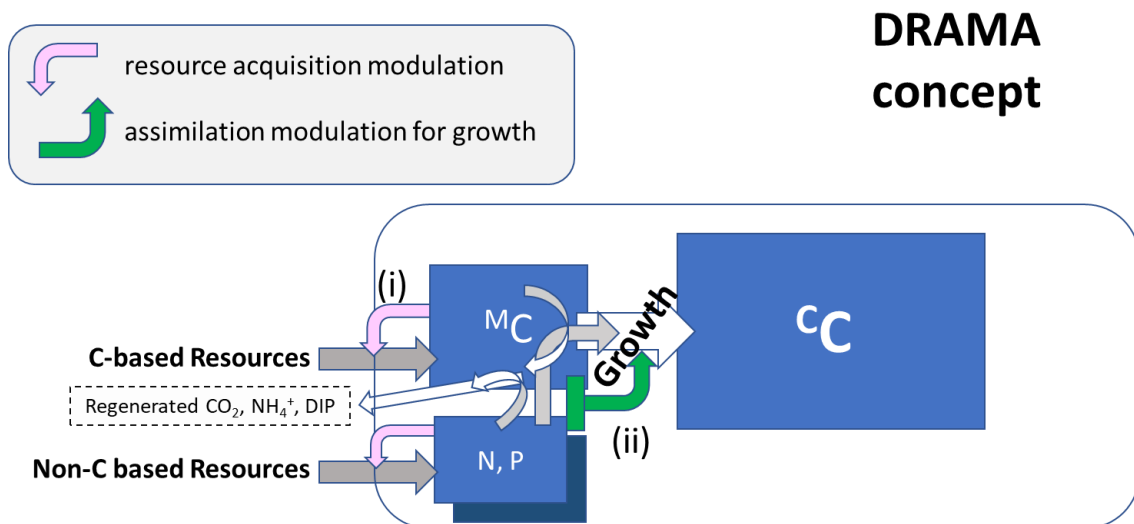 DRAMA
concept
resource acquisition modulation
assimilation modulation for growth
(i)
ᴹC
Growth
ᶜC
C-based Resources
Regenerated CO₂, NH₄⁺, DIP
(ii)
Non-C based Resources
N, P